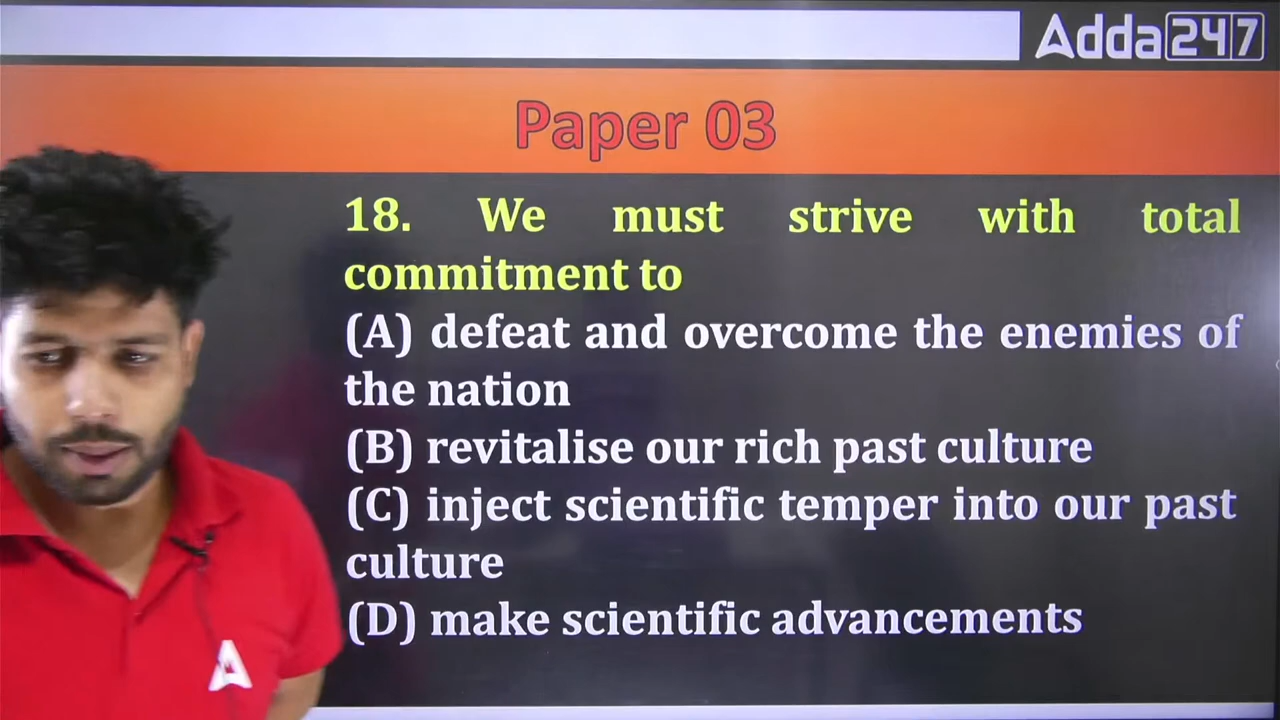 Adda247
Paper 03
18. We must strive with total
commitment to
(A) defeat and overcome the enemies of
the nation
(B) revitalise our rich past culture
(C) inject scientific temper into our past
culture
(D) make scientific advancements